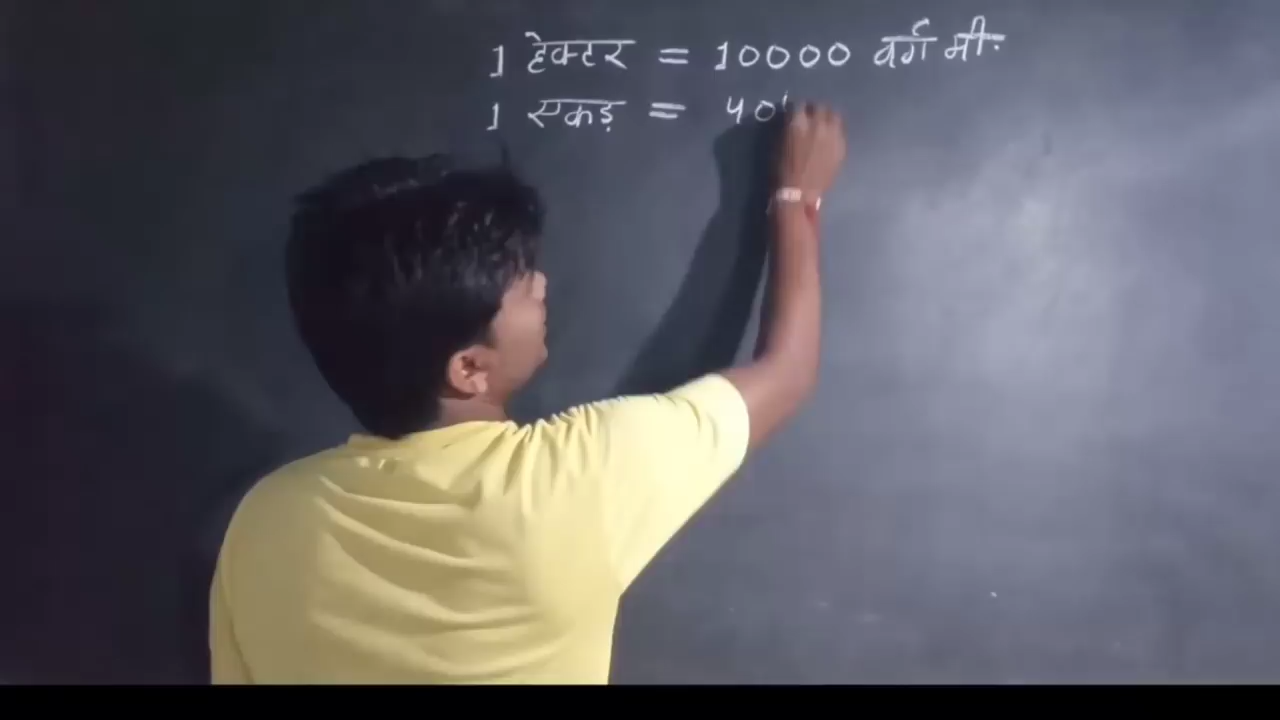 1 हेक्टर = 10000 वर्ग मी.
1 एकड़ = 40